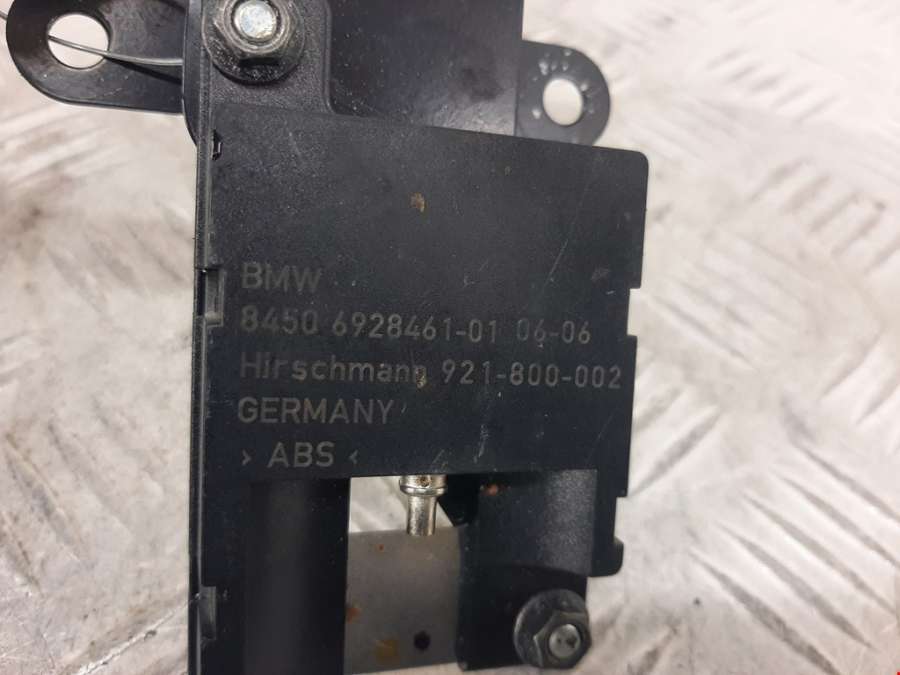 BMW
8450 6928461-01 06-06
Hirschmann 921-800-002
GERMANY
> ABS <